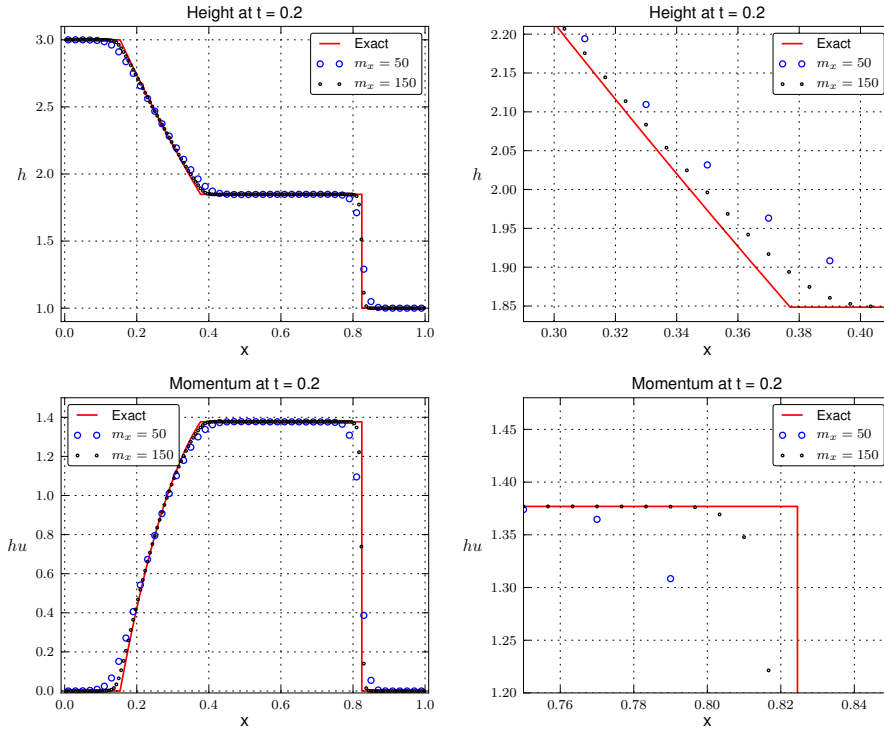 Height at t = 0.2
3.0
2.5
2.0
1.5
1.0
h
0.0 0.2 0.4 0.6 0.8 1.0
x
Exact
m_x = 50
m_x = 150
Height at t = 0.2
2.20
2.15
2.10
2.05
2.00
1.95
1.90
1.85
h
0.30 0.32 0.34 0.36 0.38 0.40
x
Exact
m_x = 50
m_x = 150
Momentum at t = 0.2
1.4
1.2
1.0
0.8
0.6
0.4
0.2
0.0
hu
0.0 0.2 0.4 0.6 0.8 1.0
x
Exact
m_x = 50
m_x = 150
Momentum at t = 0.2
1.45
1.40
1.35
1.30
1.25
1.20
hu
0.76 0.78 0.80 0.82 0.84
x
Exact
m_x = 50
m_x = 150